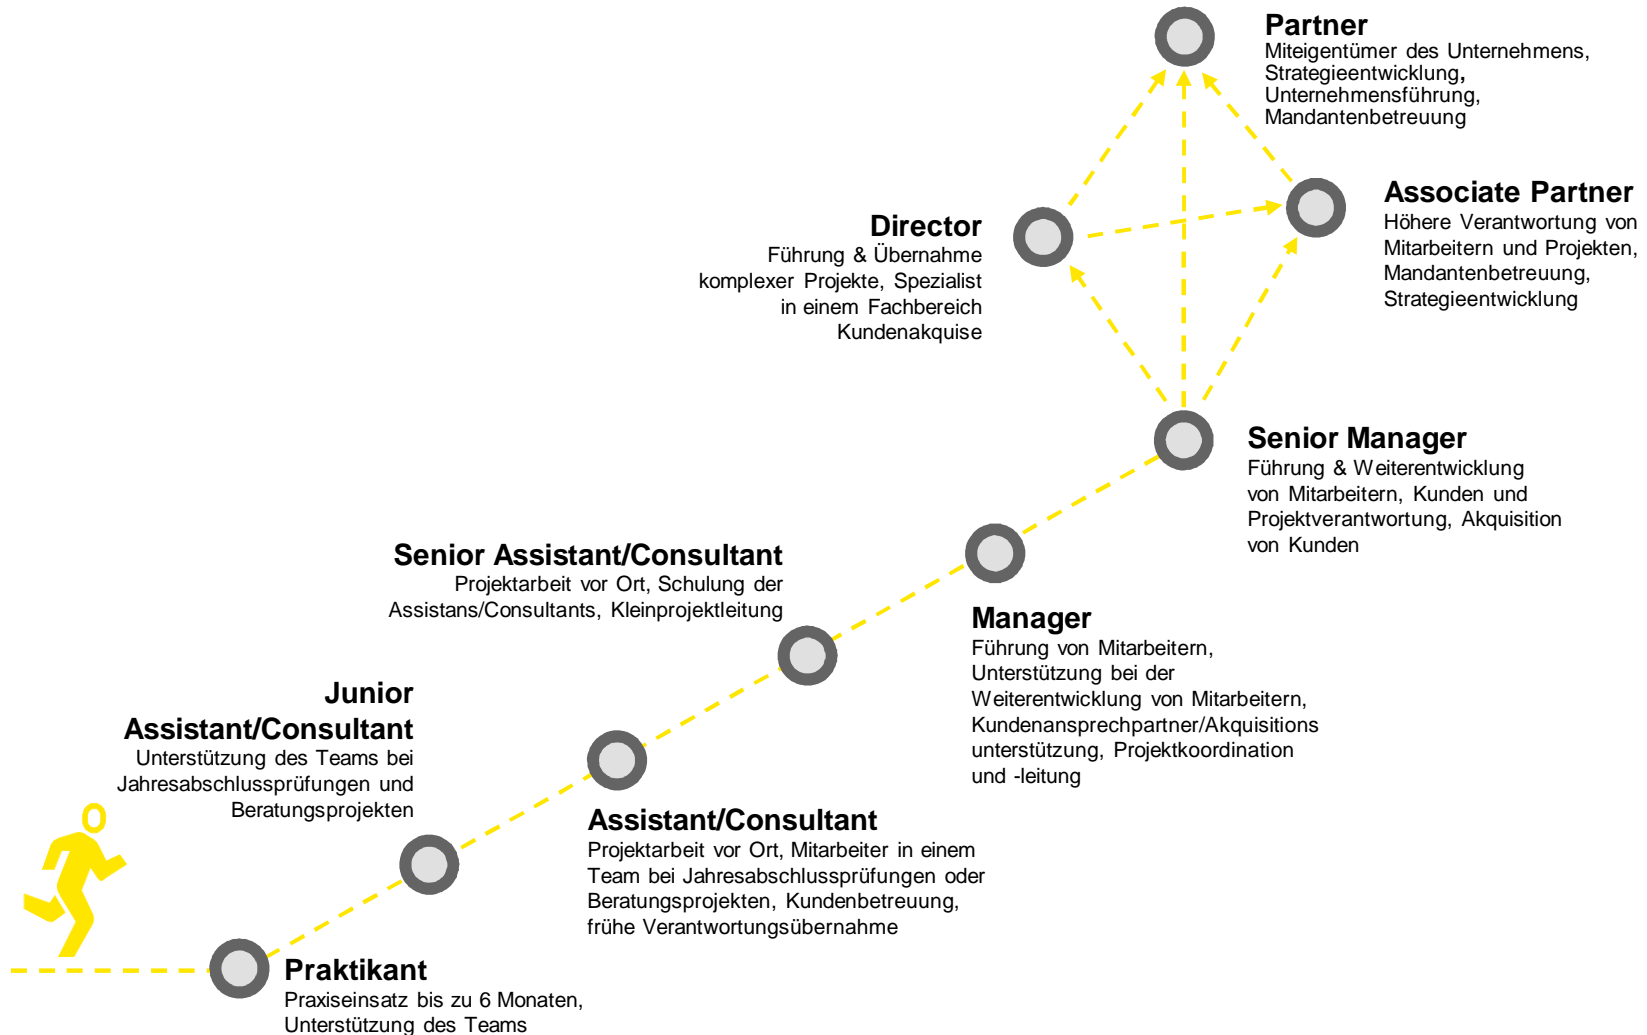 Partner
Miteigentümer des Unternehmens,
Strategieentwicklung,
Unternehmensführung,
Mandantenbetreuung
Associate Partner
Höhere Verantwortung von
Mitarbeitern und Projekten,
Mandantenbetreuung,
Strategieentwicklung
Director
Führung & Übernahme
komplexer Projekte, Spezialist
in einem Fachbereich
Kundenakquise
Senior Manager
Führung & Weiterentwicklung
von Mitarbeitern, Kunden und
Projektverantwortung, Akquisition
von Kunden
Senior Assistant/Consultant
Projektarbeit vor Ort, Schulung der
Assistans/Consultants, Kleinprojektleitung
Manager
Führung von Mitarbeitern,
Unterstützung bei der
Weiterentwicklung von Mitarbeitern,
Kundenansprechpartner/Akquisitions
unterstützung, Projektkoordination
und -leitung
Junior
Assistant/Consultant
Unterstützung des Teams bei
Jahresabschlussprüfungen und
Beratungsprojekten
Assistant/Consultant
Projektarbeit vor Ort, Mitarbeiter in einem
Team bei Jahresabschlussprüfungen oder
Beratungsprojekten, Kundenbetreuung,
frühe Verantwortungsübernahme
Praktikant
Praxiseinsatz bis zu 6 Monaten,
Unterstützung des Teams